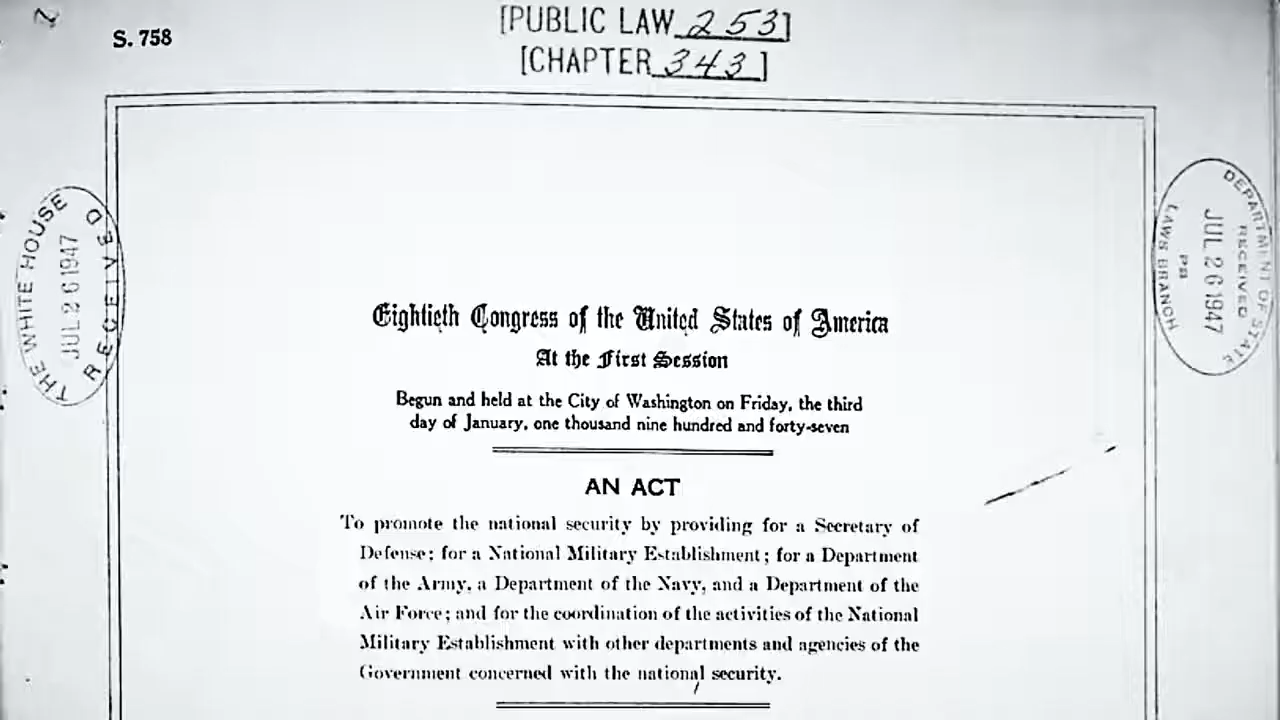 S. 758
[PUBLIC LAW 253]
[CHAPTER 343]
THE WHITE HOUSE
JUL 26 1947
RECEIVED
DEPARTMENT OF STATE
RECEIVED
JUL 26 1947
PB
LAWS BRANCH
Eightieth Congress of the United States of America
At the First Session
Begun and held at the City of Washington on Friday, the third
day of January, one thousand nine hundred and forty-seven
AN ACT
To promote the national security by providing for a Secretary of
Defense; for a National Military Establishment; for a Department
of the Army, a Department of the Navy, and a Department of the
Air Force; and for the coordination of the activities of the National
Military Establishment with other departments and agencies of the
Government concerned with the national security.